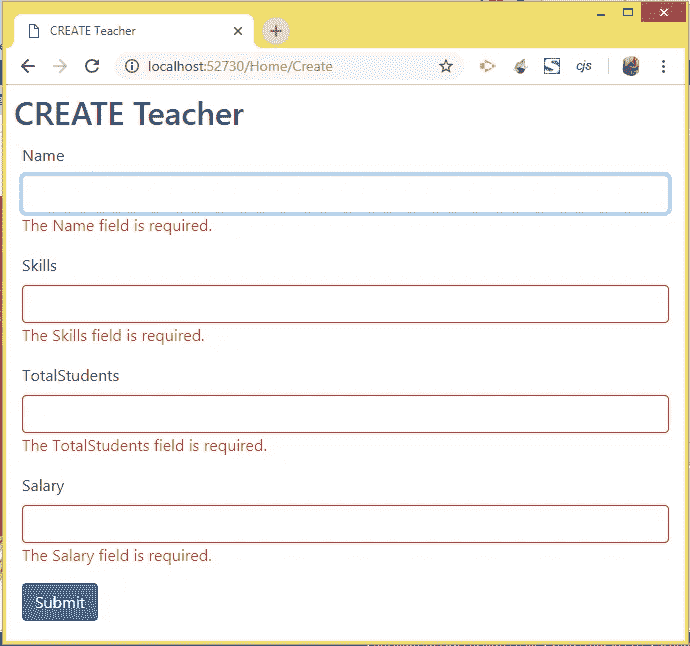 CREATE Teacher
localhost:52730/Home/Create
cjs
CREATE Teacher
Name
The Name field is required.
Skills
The Skills field is required.
TotalStudents
The TotalStudents field is required.
Salary
The Salary field is required.
Submit